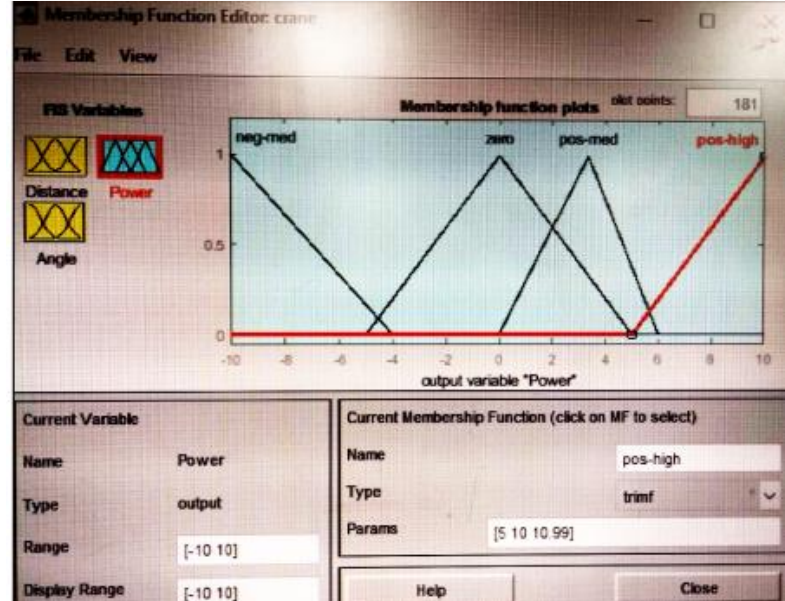 Membership Function Editor: crane
File Edit View
FIS Variables
Membership function plots
plot points:
181
neg-med
zero
pos-med
pos-high
1
0.5
0
-10 -8 -6 -4 -2 0 2 4 6 8 10
output variable "Power"
Distance
Power
Angle
Current Variable
Name Power
Type output
Range [-10 10]
Display Range [-10 10]
Current Membership Function (click on MF to select)
Name pos-high
Type trimf
Params [5 10 10.99]
Help
Close